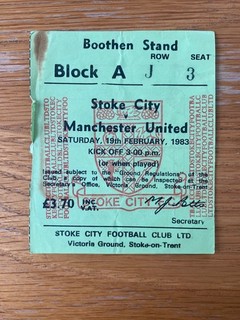 Boothen Stand
ROW SEAT
Block A J 3
Stoke City
v.
Manchester United
SATURDAY, 19th FEBRUARY, 1983
KICK OFF 3-00 p.m.
(or when played)
Issued subject to the "Ground Regulations" of the
Club, a copy of which can be inspected at the
Secretary's Office, Victoria Ground, Stoke-on-Trent
£3.70 INC. V.A.T.
STOKE CITY
Secretary
STOKE CITY FOOTBALL CLUB LTD
Victoria Ground, Stoke-on-Trent